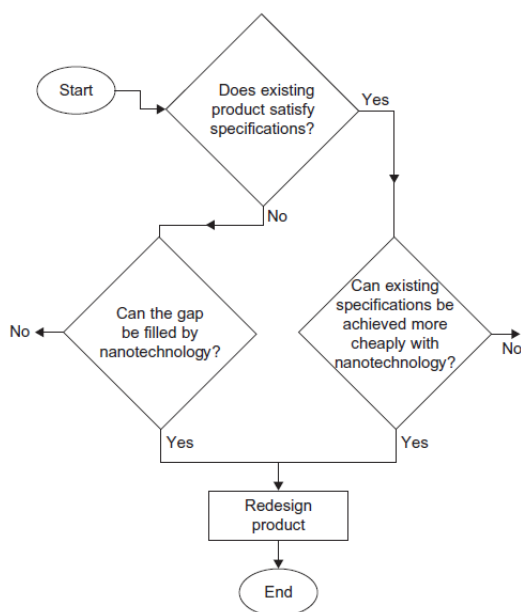 Start
Does existing
product satisfy
specifications?
Yes
No
Can the gap
be filled by
nanotechnology?
No
Can existing
specifications be
achieved more
cheaply with
nanotechnology?
No
Yes
Yes
Redesign
product
End